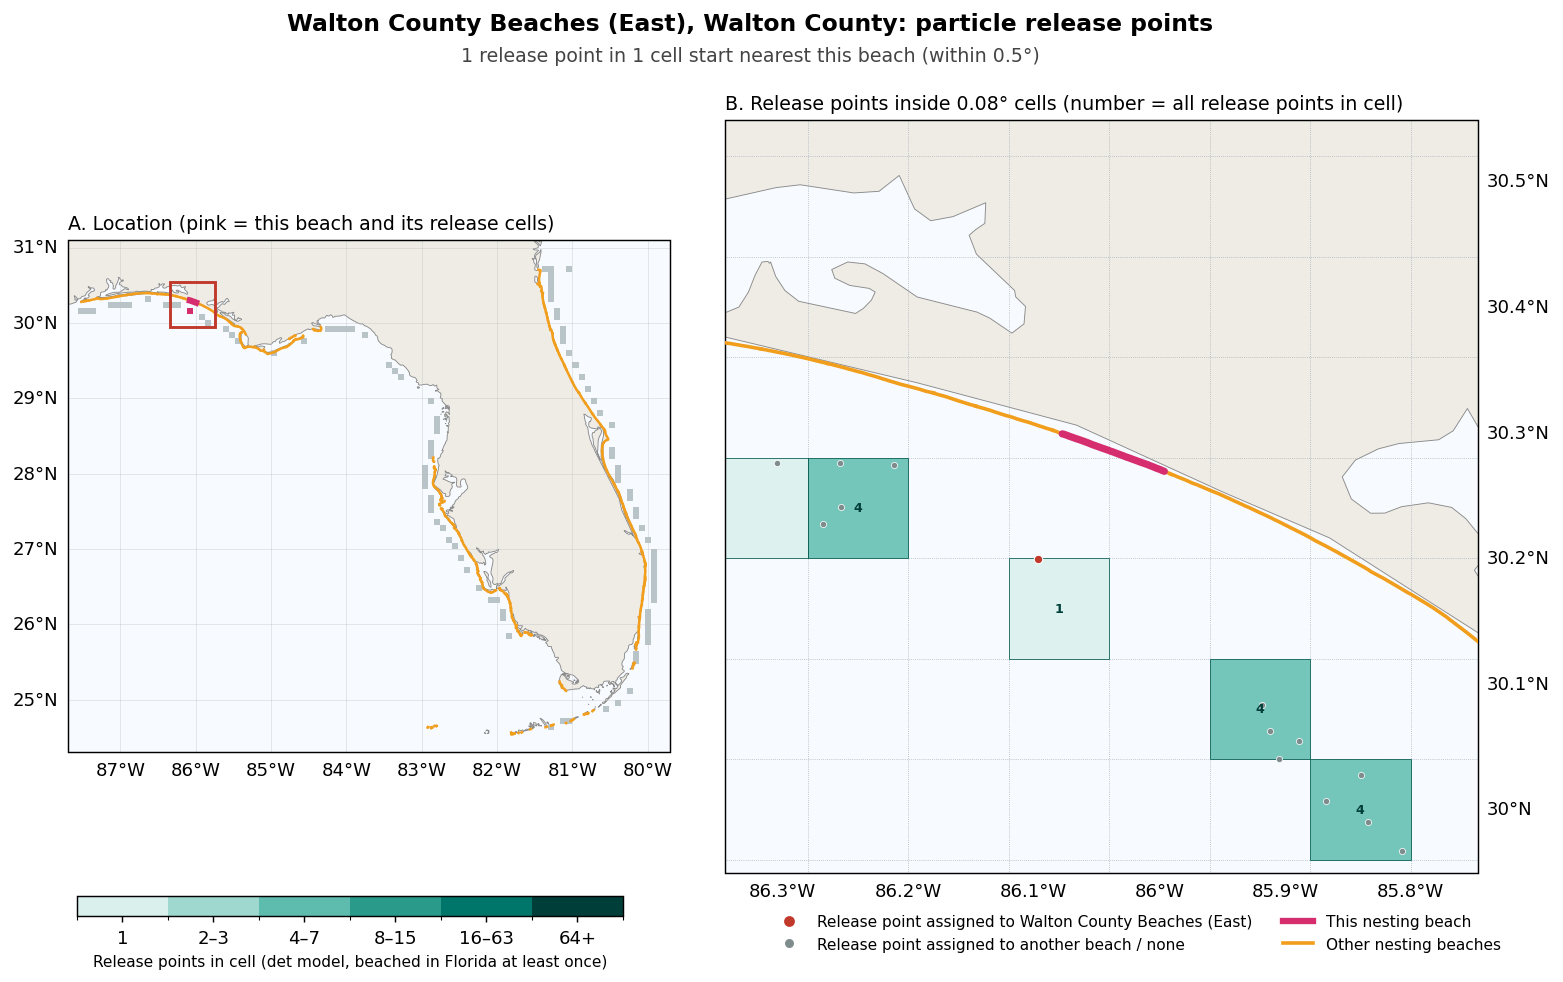 Walton County Beaches (East), Walton County: particle release points
1 release point in 1 cell start nearest this beach (within 0.5°)
A. Location (pink = this beach and its release cells)
31°N
30°N
29°N
28°N
27°N
26°N
25°N
87°W 86°W 85°W 84°W 83°W 82°W 81°W 80°W
B. Release points inside 0.08° cells (number = all release points in cell)
4
1
4
4
30.5°N
30.4°N
30.3°N
30.2°N
30.1°N
30°N
86.3°W 86.2°W 86.1°W 86°W 85.9°W 85.8°W
1 2–3 4–7 8–15 16–63 64+
Release points in cell (det model, beached in Florida at least once)
Release point assigned to Walton County Beaches (East)
Release point assigned to another beach / none
This nesting beach
Other nesting beaches